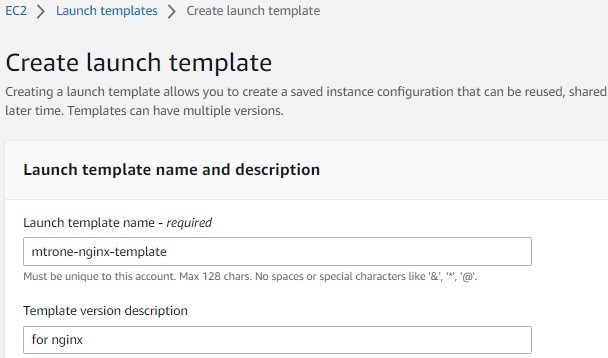 EC2 > Launch templates > Create launch template
Create launch template
Creating a launch template allows you to create a saved instance configuration that can be reused, shared
later time. Templates can have multiple versions.
Launch template name and description
Launch template name - required
mtrone-nginx-template
Must be unique to this account. Max 128 chars. No spaces or special characters like '&', '*', '@'.
Template version description
for nginx